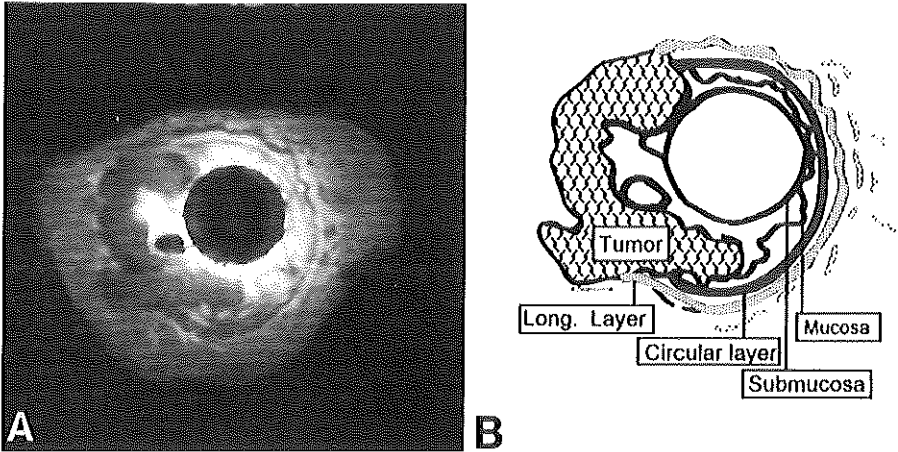 A
B
Tumor
Long. Layer
Circular layer
Mucosa
Submucosa